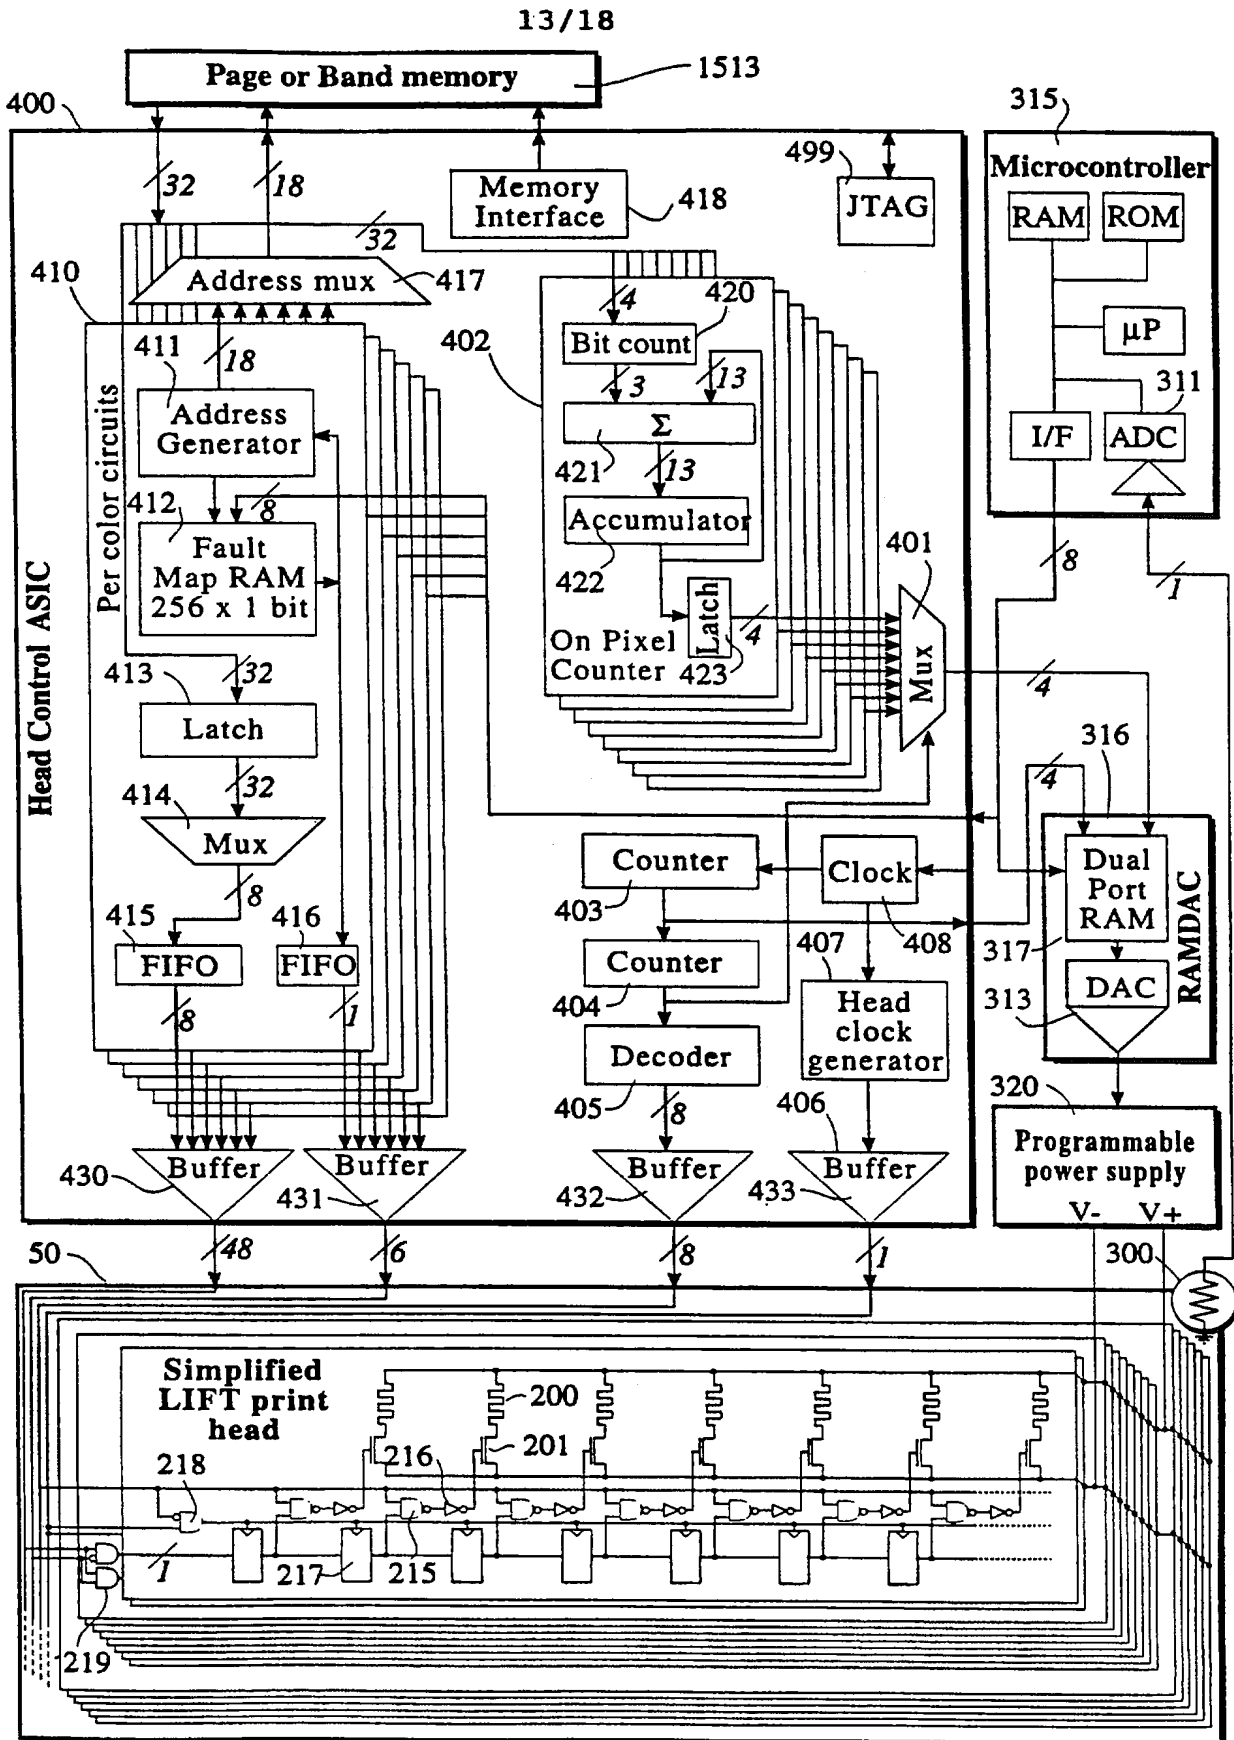 13/18
Page or Band memory
1513
400
32
18
Memory
Interface
418
499
JTAG
315
Microcontroller
RAM
ROM
µP
311
I/F
ADC
8
1
32
Address mux
417
410
411
18
Address
Generator
Per color circuits
412
8
Fault
Map RAM
256 x 1 bit
413
32
Latch
32
414
Mux
8
415
FIFO
416
FIFO
8
1
Head Control ASIC
402
4
420
Bit count
3
13
Σ
421
13
Accumulator
422
Latch
4
423
On Pixel
Counter
401
Mux
4
4
316
Dual
Port
RAM
317
DAC
313
RAMDAC
Counter
403
Clock
408
Counter
404
407
Head
clock
generator
Decoder
405
8
406
320
Programmable
power supply
V-
V+
Buffer
430
Buffer
431
Buffer
432
Buffer
433
48
6
8
1
50
300
Simplified
LIFT print
head
200
201
216
218
1
217
215
219